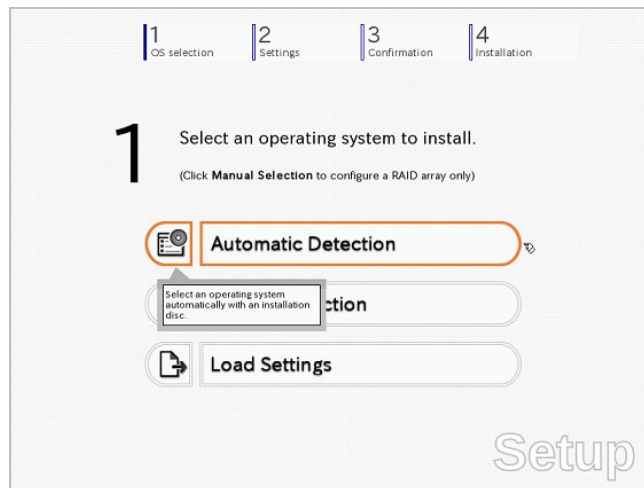 1
OS selection
2
Settings
3
Confirmation
4
Installation
1
Select an operating system to install.
(Click Manual Selection to configure a RAID array only)
Automatic Detection
Select an operating system
automatically with an installation
disc.
ction
Load Settings
Setup